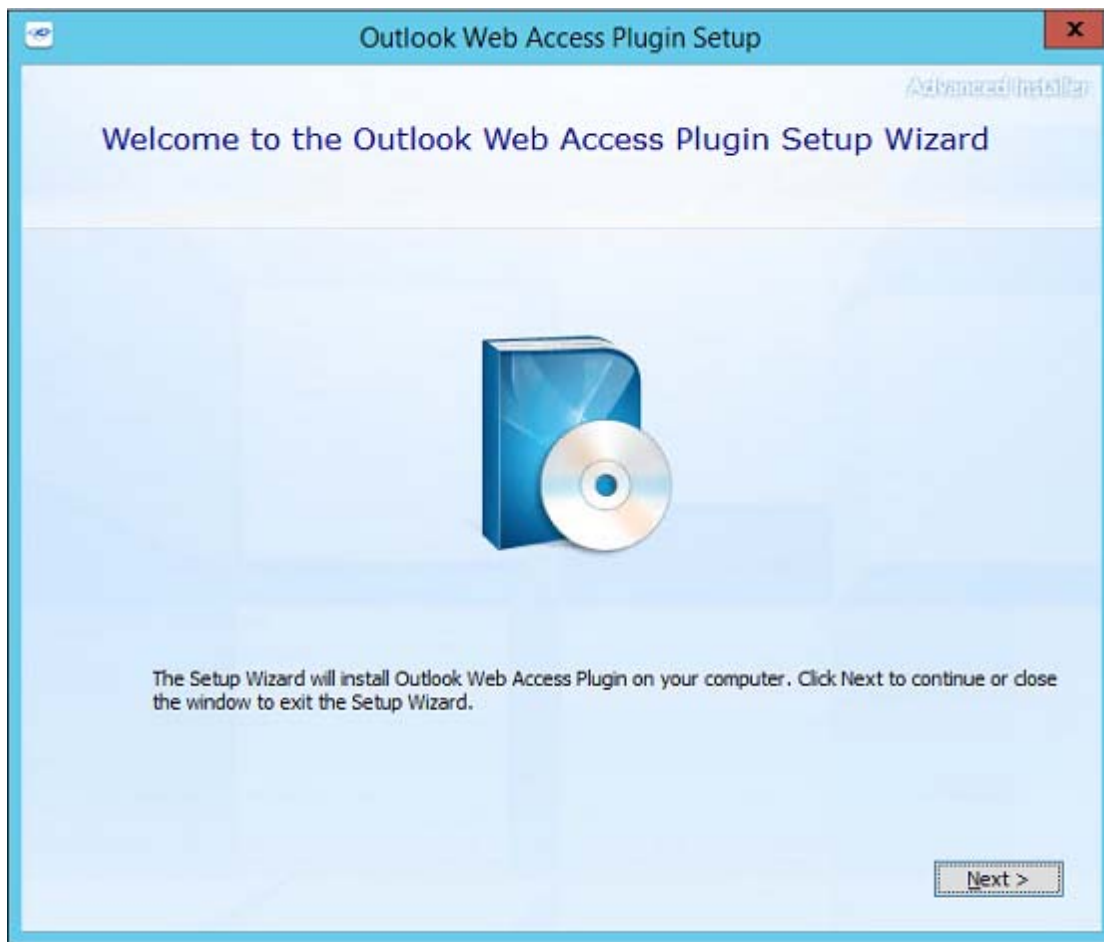 Outlook Web Access Plugin Setup
x
Advanced Installer
Welcome to the Outlook Web Access Plugin Setup Wizard
The Setup Wizard will install Outlook Web Access Plugin on your computer. Click Next to continue or close
the window to exit the Setup Wizard.
Next >